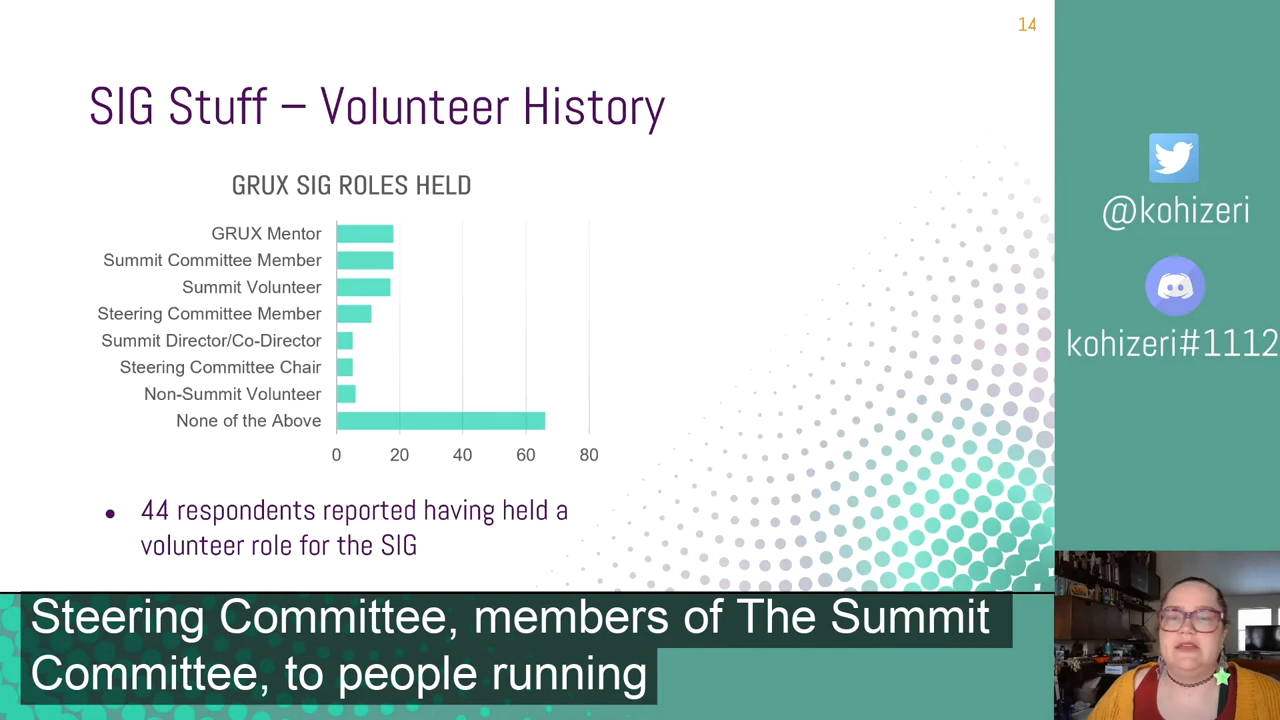 14
SIG Stuff – Volunteer History
GRUX SIG ROLES HELD
GRUX Mentor
Summit Committee Member
Summit Volunteer
Steering Committee Member
Summit Director/Co-Director
Steering Committee Chair
Non-Summit Volunteer
None of the Above
0 20 40 60 80
• 44 respondents reported having held a
volunteer role for the SIG
@kohizeri
kohizeri#1112
Steering Committee, members of The Summit
Committee, to people running